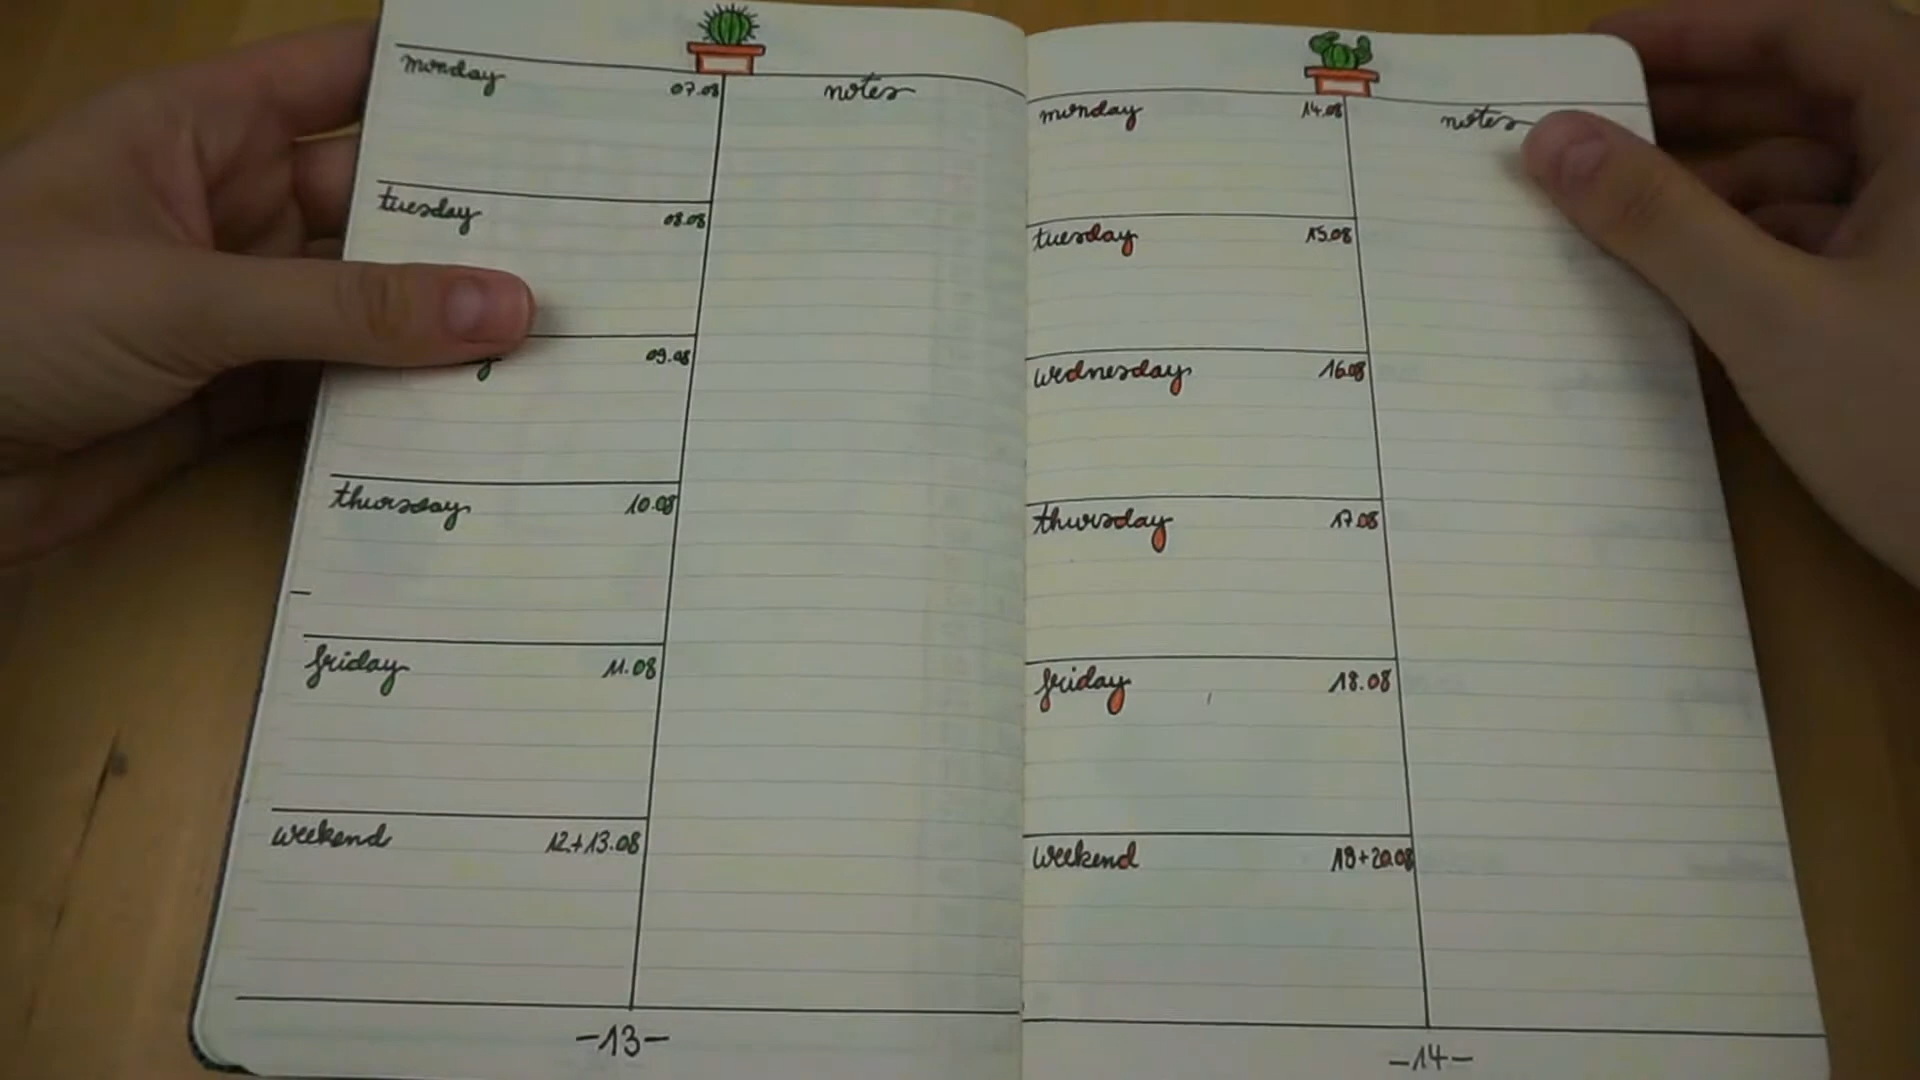 monday 07.08
notes
tuesday 08.08
09.08
thursday 10.08
friday 11.08
weekend 12+13.08
-13-
monday 14.08
notes
tuesday 15.08
wednesday 16.08
thursday 17.08
friday 18.08
weekend 19+20.08
-14-